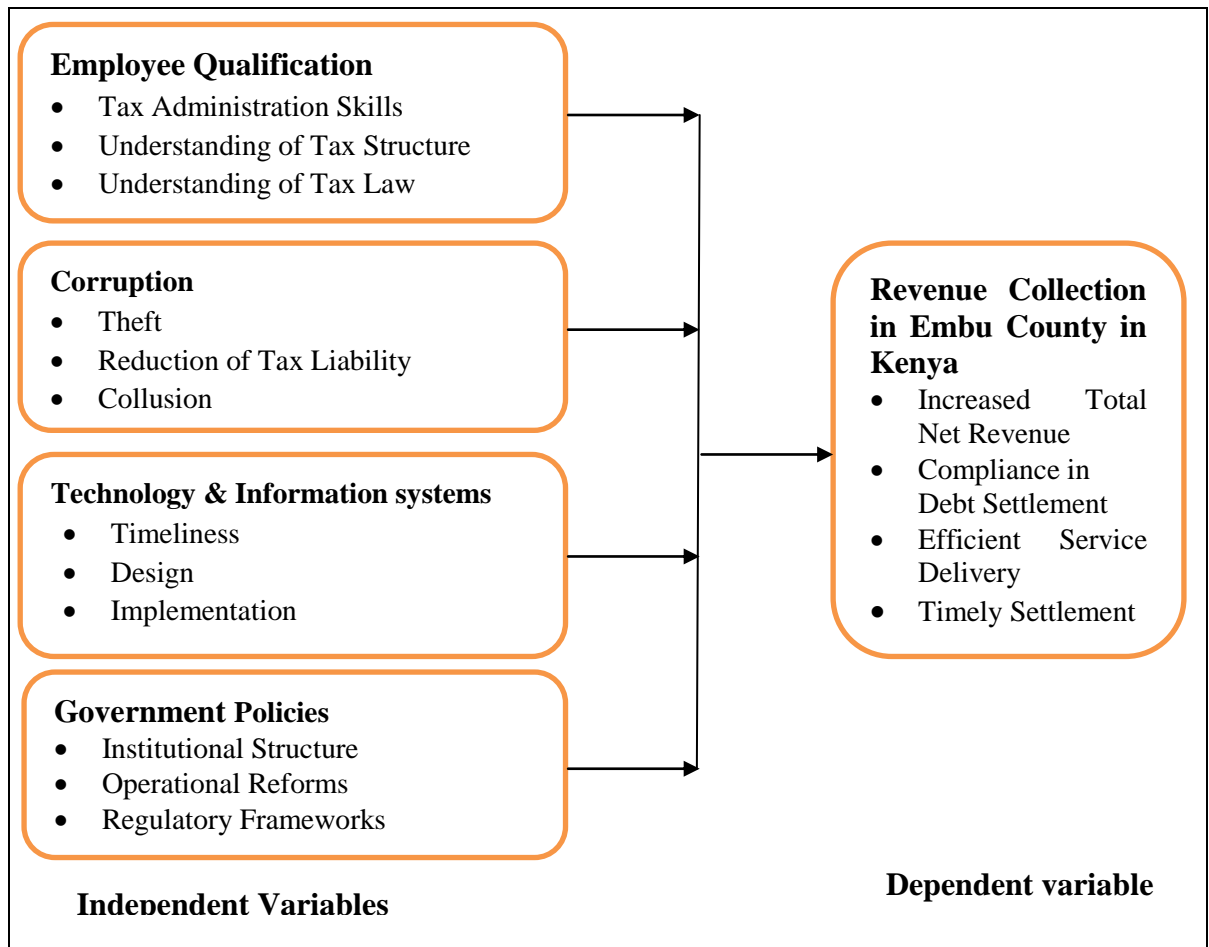 Employee Qualification
• Tax Administration Skills
• Understanding of Tax Structure
• Understanding of Tax Law
Corruption
• Theft
• Reduction of Tax Liability
• Collusion
Technology & Information systems
• Timeliness
• Design
• Implementation
Government Policies
• Institutional Structure
• Operational Reforms
• Regulatory Frameworks
Independent Variables
Revenue Collection
in Embu County in
Kenya
• Increased Total
Net Revenue
• Compliance in
Debt Settlement
• Efficient Service
Delivery
• Timely Settlement
Dependent variable